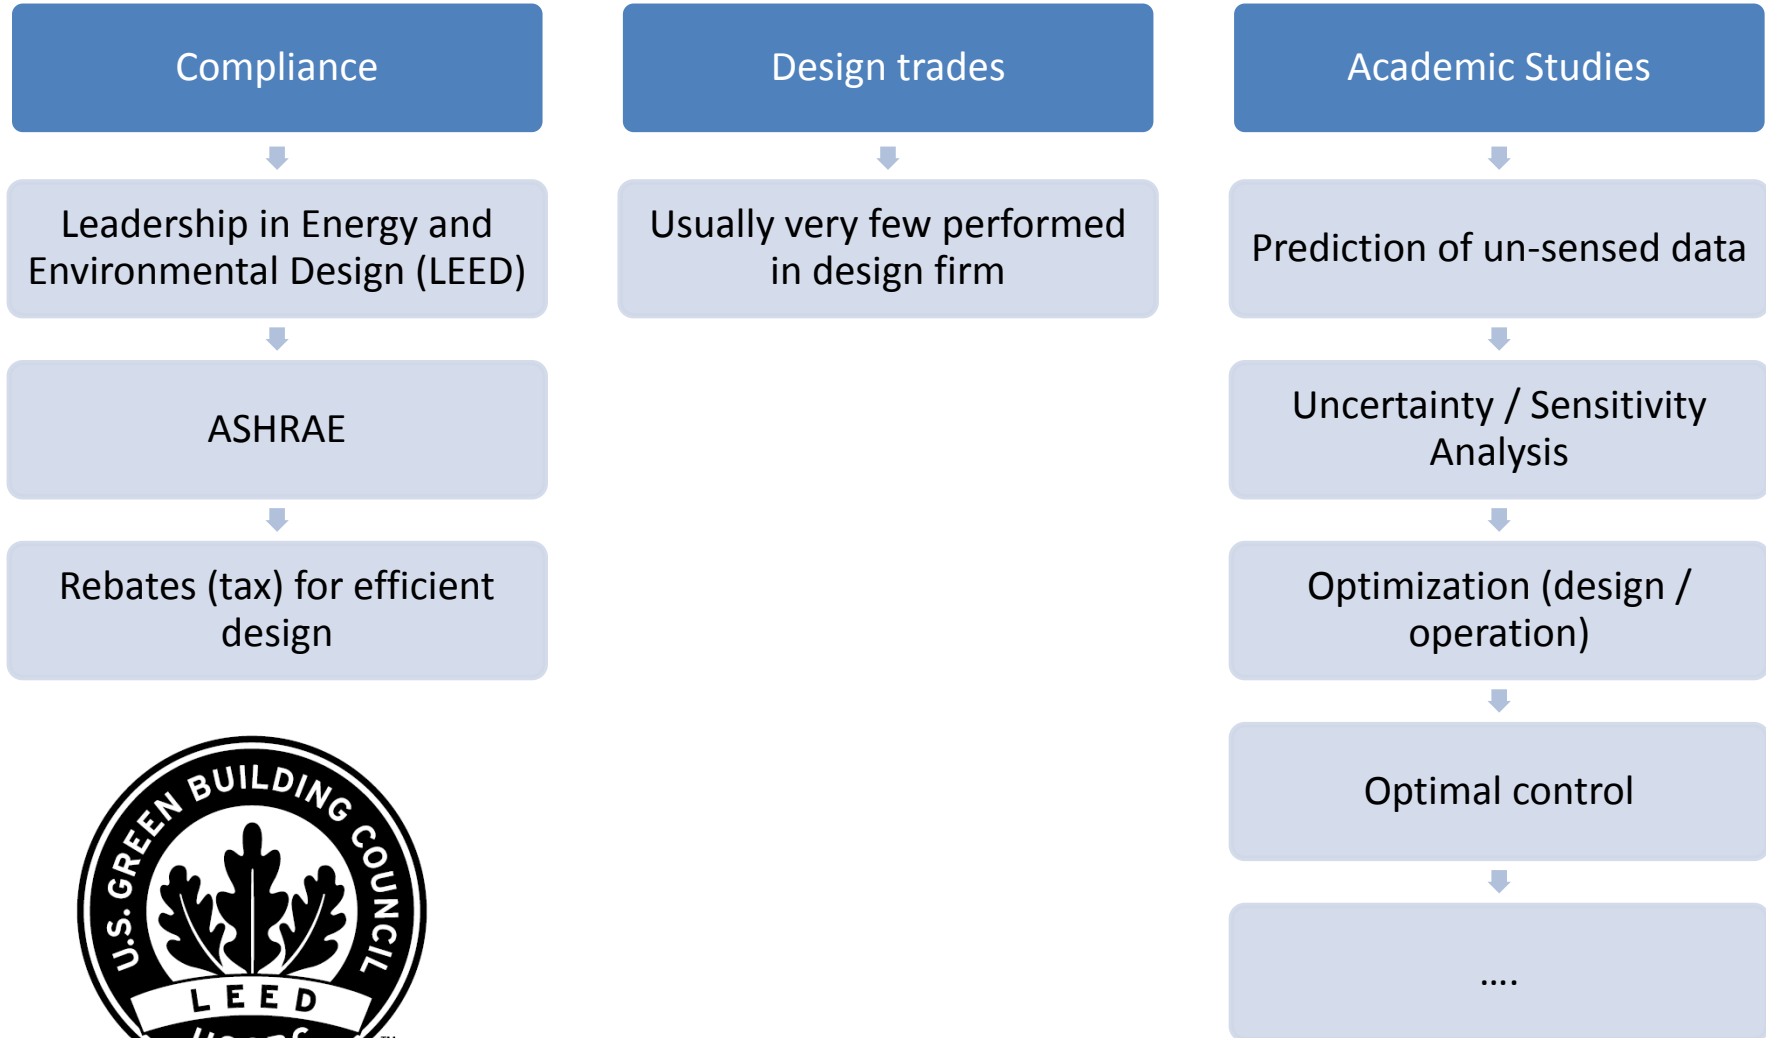 Compliance
Leadership in Energy and
Environmental Design (LEED)
ASHRAE
Rebates (tax) for efficient
design
Design trades
Usually very few performed
in design firm
Academic Studies
Prediction of un-sensed data
Uncertainty / Sensitivity
Analysis
Optimization (design /
operation)
Optimal control
....
U.S. GREEN BUILDING COUNCIL
LEED
TM